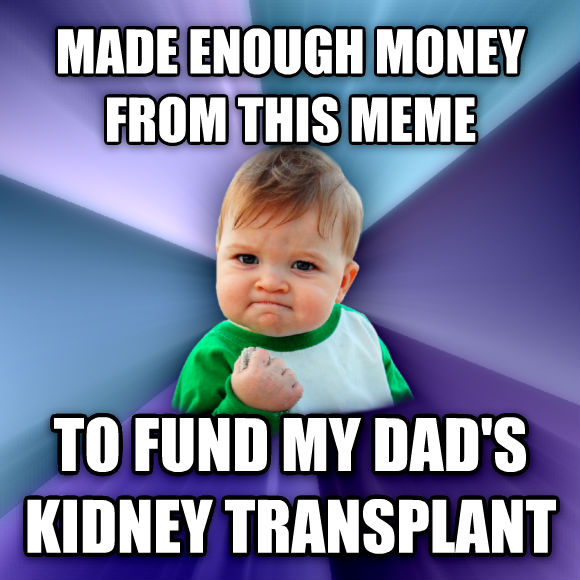 MADE ENOUGH MONEY
FROM THIS MEME
TO FUND MY DAD'S
KIDNEY TRANSPLANT